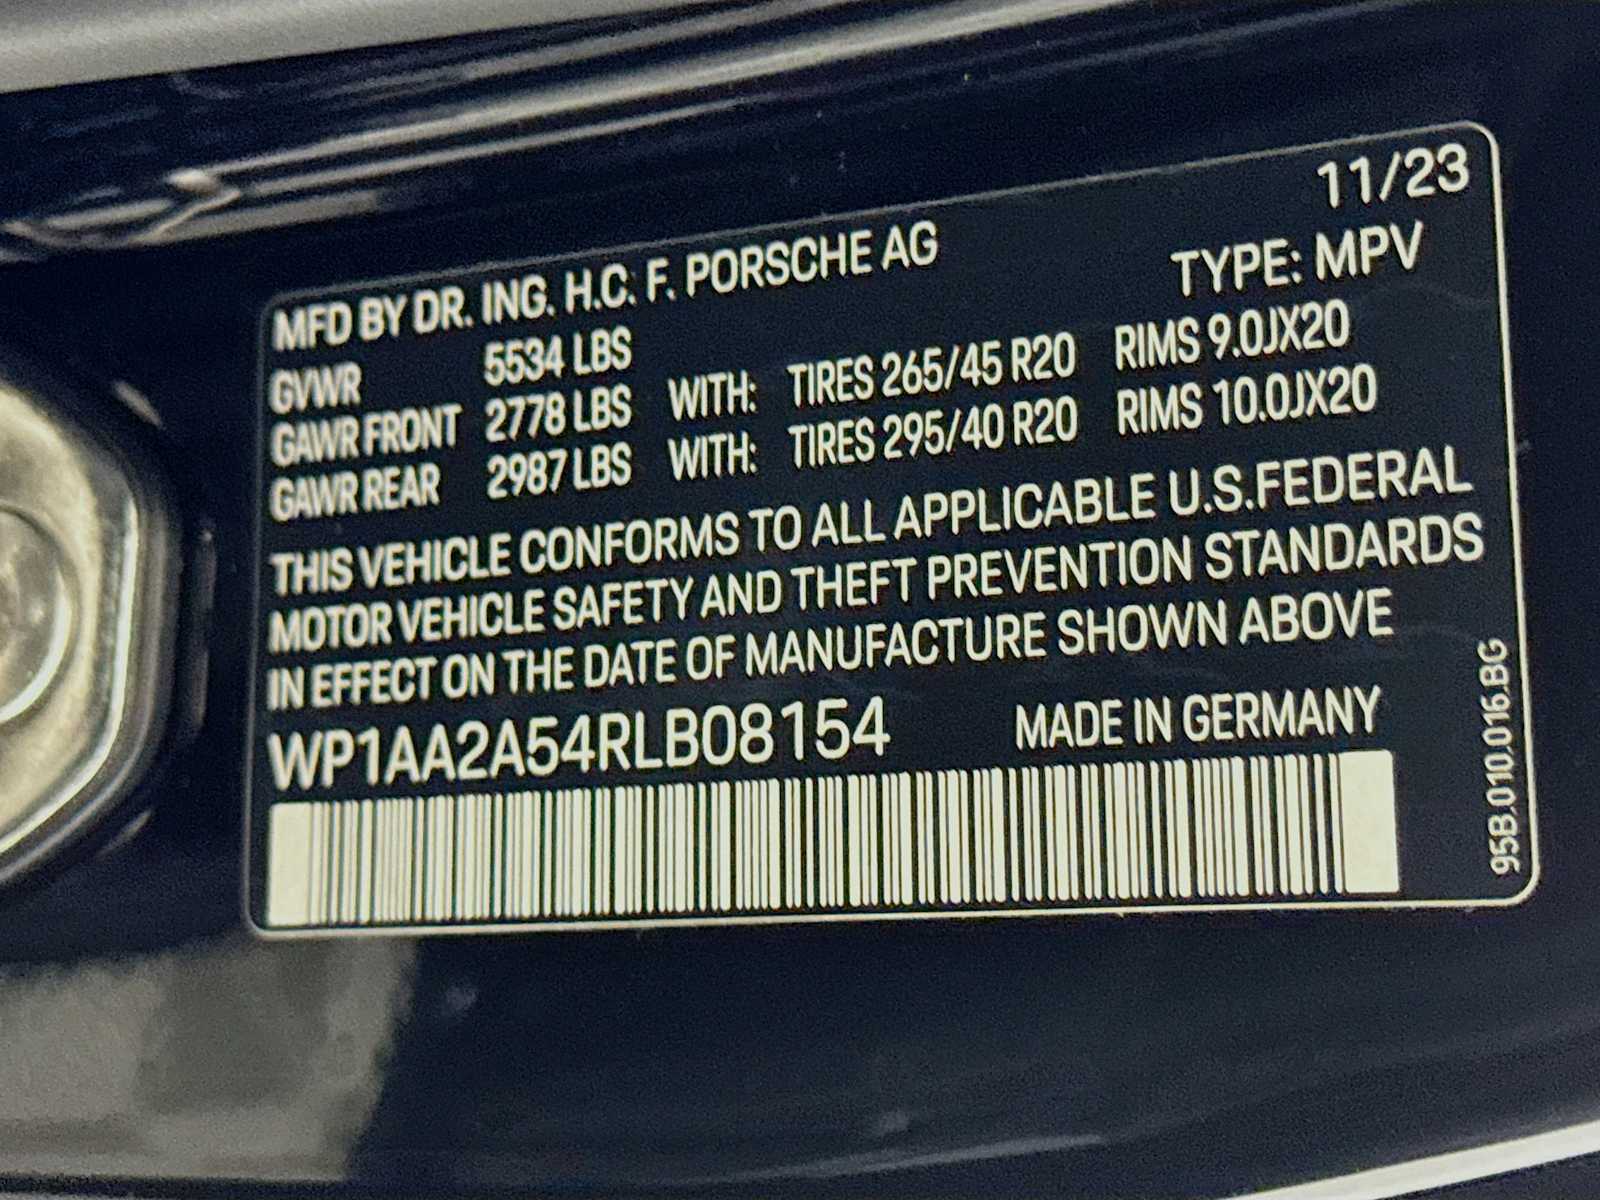 11/23
MFD BY DR. ING. H.C. F. PORSCHE AG TYPE: MPV
GVWR 5534 LBS
GAWR FRONT 2778 LBS WITH: TIRES 265/45 R20 RIMS 9.0JX20
GAWR REAR 2987 LBS WITH: TIRES 295/40 R20 RIMS 10.0JX20
THIS VEHICLE CONFORMS TO ALL APPLICABLE U.S.FEDERAL
MOTOR VEHICLE SAFETY AND THEFT PREVENTION STANDARDS
IN EFFECT ON THE DATE OF MANUFACTURE SHOWN ABOVE
WP1AA2A54RLB08154 MADE IN GERMANY
95B.010.016.BG